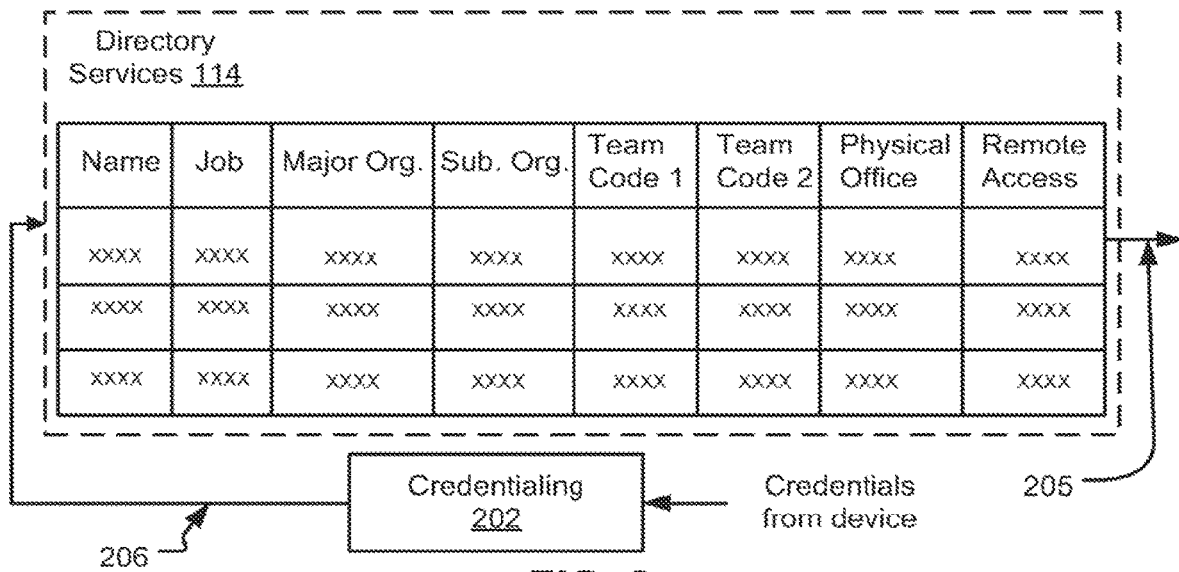 Directory
Services 114
Name Job Major Org. Sub. Org. Team Code 1 Team Code 2 Physical Office Remote Access
xxxx xxxx xxxx xxxx xxxx xxxx xxxx xxxx
xxxx xxxx xxxx xxxx xxxx xxxx xxxx xxxx
xxxx xxxx xxxx xxxx xxxx xxxx xxxx xxxx
Credentialing
202
Credentials
from device
205
206